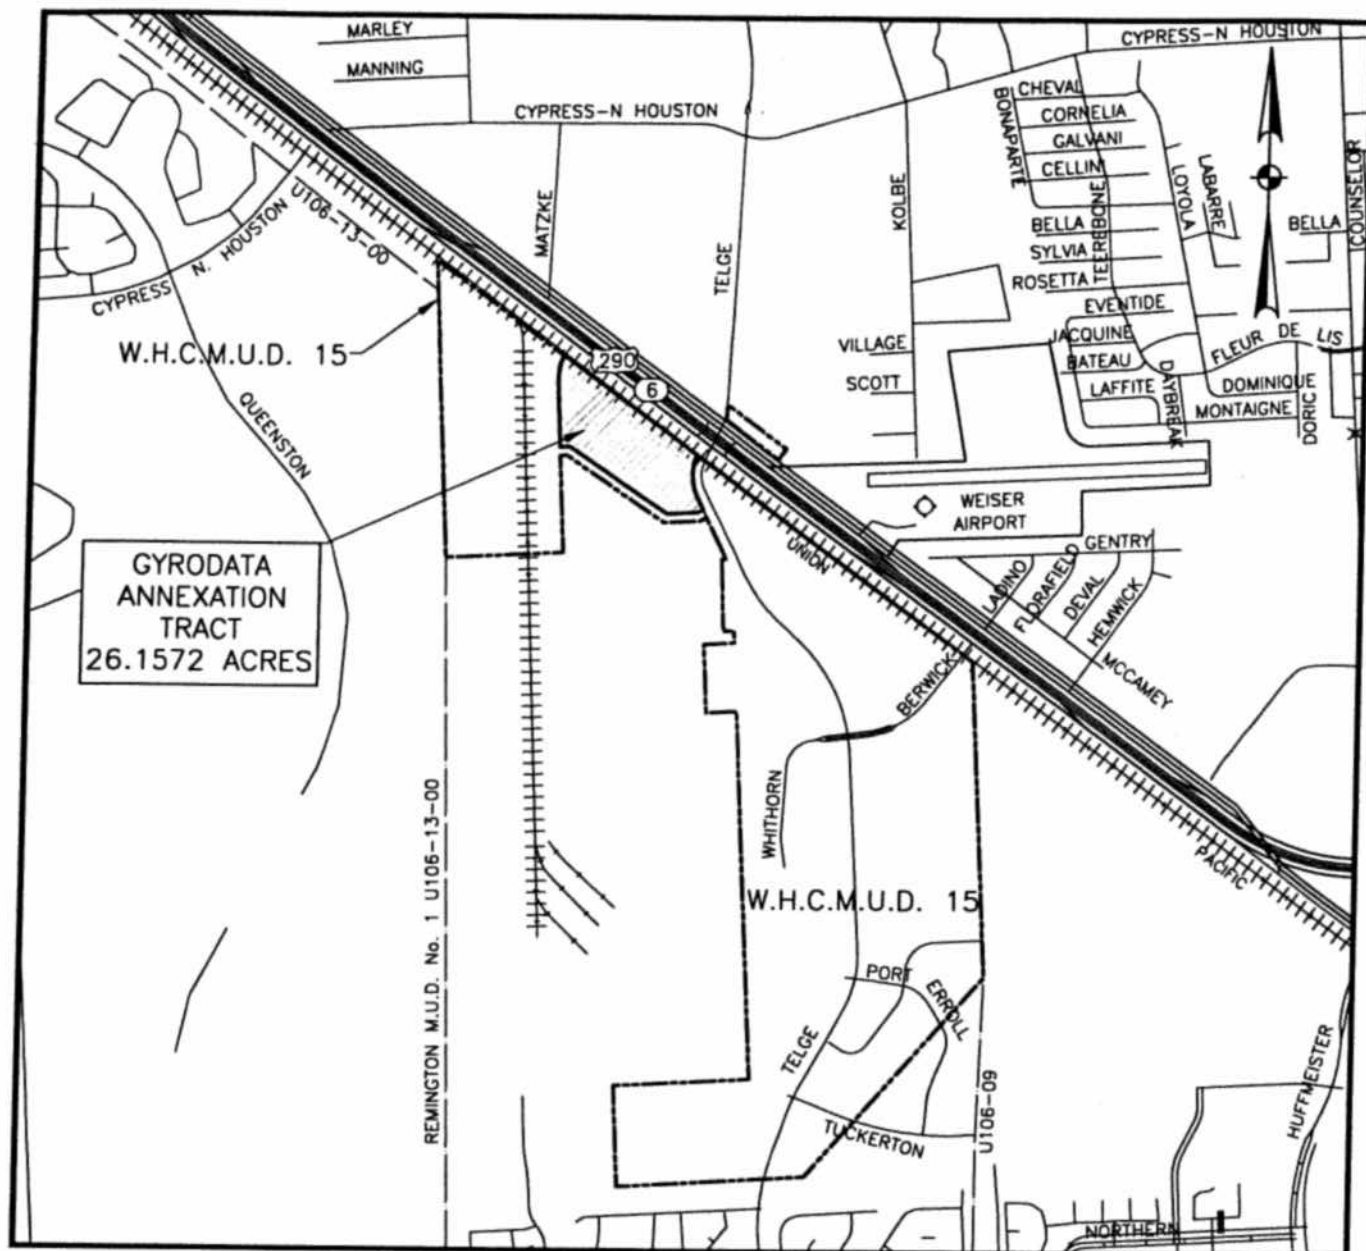 MARLEY
MANNING
CYPRESS-N HOUSTON
CYPRESS-N HOUSTON
CHEVAL
BONAPARTE
CORNELIA
GALVANI
CELLINI
LOYOLA
LABARRE
COUNSELOR
U106-13-00
MATZKE
TELGE
KOLBE
BELLA
BELLA
SYLVIA
TEEREBONE
ROSETTA
CYPRESS N. HOUSTON
EVENTIDE
W.H.C.M.U.D. 15
290
6
VILLAGE
JACQUINE
FLEUR DE LIS
BATEAU
SCOTT
LAFFITE
DAYBREAK
DOMINIQUE
MONTAIGNE
DORIC
QUEENSTON
WEISER
AIRPORT
UNION
GENTRY
GYRODATA
ANNEXATION
TRACT
26.1572 ACRES
LADINO
FLORAFIELD
DEVAL
HEMWICK
MCCAMEY
BERWICK
WHITHORN
PACIFIC
REMINGTON M.U.D. No. 1 U106-13-00
W.H.C.M.U.D. 15
PORT
ERROLL
TELGE
TUCKERTON
U106-09
HUFFMEISTER
NORTHERN